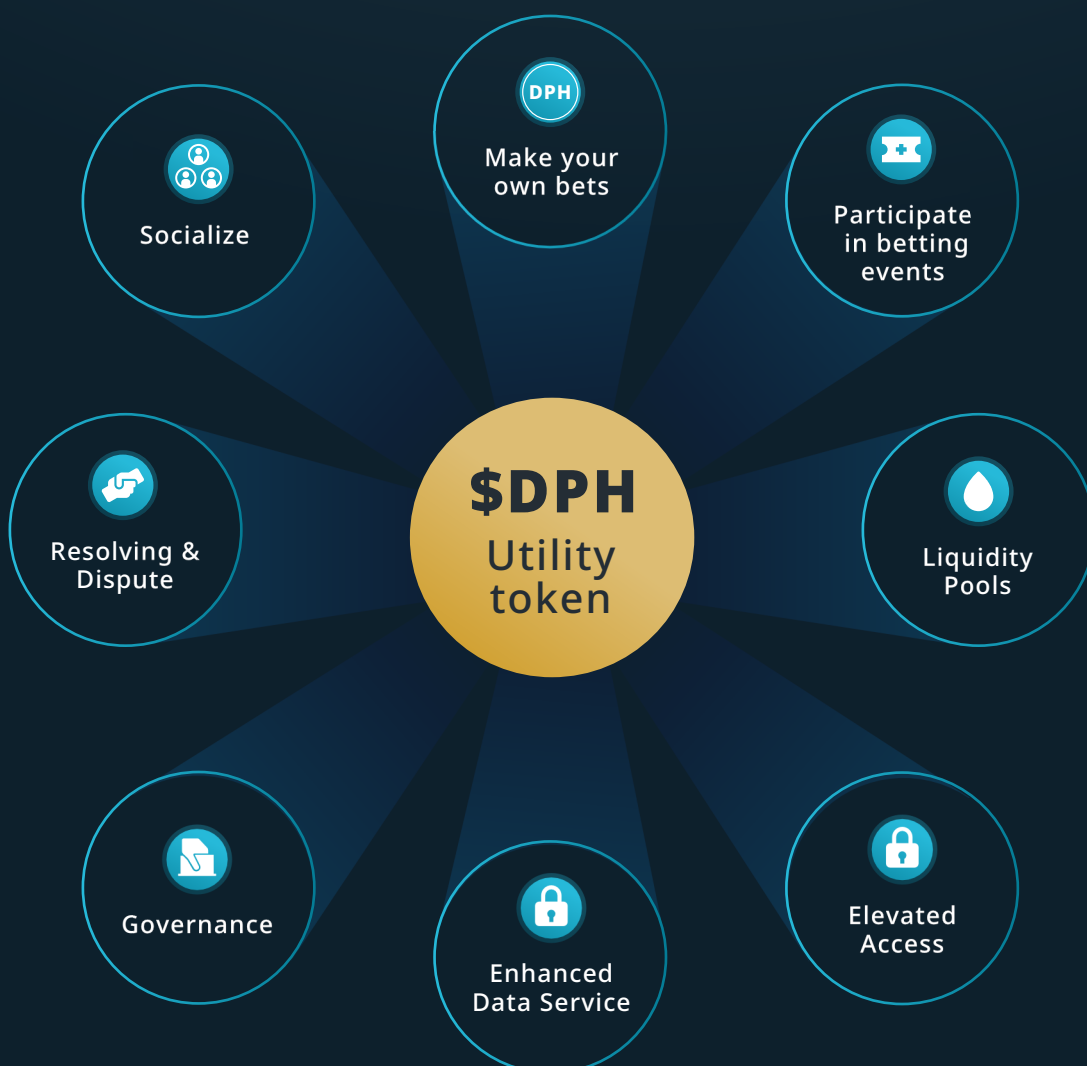 DPH
Make your
own bets
Socialize
Participate
in betting
events
$DPH
Utility
token
Resolving &
Dispute
Liquidity
Pools
Governance
Elevated
Access
Enhanced
Data Service